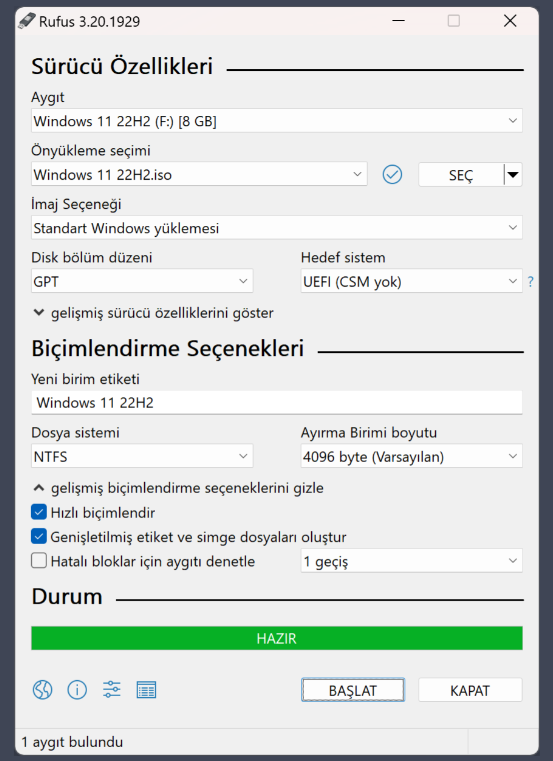 Rufus 3.20.1929
Sürücü Özellikleri
Aygıt
Windows 11 22H2 (F:) [8 GB]
Önyükleme seçimi
Windows 11 22H2.iso
SEÇ
İmaj Seçeneği
Standart Windows yüklemesi
Disk bölüm düzeni
Hedef sistem
GPT
UEFI (CSM yok)
?
gelişmiş sürücü özelliklerini göster
Biçimlendirme Seçenekleri
Yeni birim etiketi
Windows 11 22H2
Dosya sistemi
Ayırma Birimi boyutu
NTFS
4096 byte (Varsayılan)
gelişmiş biçimlendirme seçeneklerini gizle
Hızlı biçimlendir
Genişletilmiş etiket ve simge dosyaları oluştur
Hatalı bloklar için aygıtı denetle
1 geçiş
Durum
HAZIR
BAŞLAT
KAPAT
1 aygıt bulundu